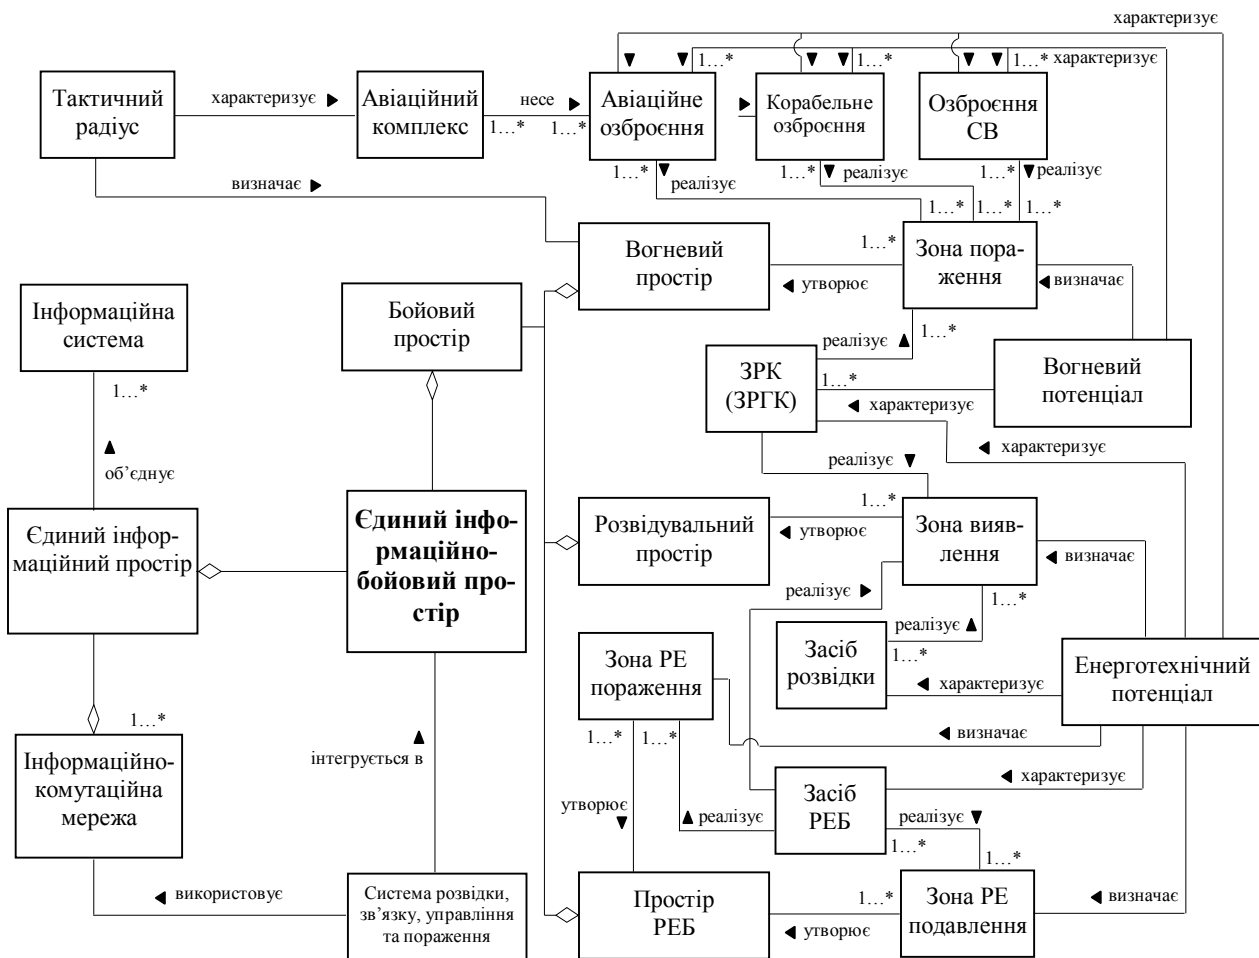 характеризує
1…*
1…*
1…*
характеризує
Тактичний
радіус
характеризує
Авіаційний
комплекс
несе
1…*
1…*
Авіаційне
озброєння
Корабельне
озброєння
Озброєння
СВ
1…*
реалізує
1…*
реалізує
1…*
реалізує
визначає
1…*
1…*
1…*
Вогневий
простір
1…*
утворює
Зона пора-
ження
визначає
Інформаційна
система
Бойовий
простір
реалізує
1…*
ЗРК
(ЗРГК)
1…*
Вогневий
потенціал
характеризує
характеризує
1…*
об’єднує
реалізує
Єдиний інфор-
маційний простір
Єдиний інфо-
рмаційно-
бойовий про-
стір
Розвідувальний
простір
1…*
утворює
Зона вияв-
лення
визначає
реалізує
1…*
реалізує
Зона РЕ
пораження
Засіб
розвідки
1…*
характеризує
Енерготехнічний
потенціал
1…*
Інформаційно-
комутаційна
мережа
інтегрується в
1…*
1…*
визначає
Засіб
РЕБ
характеризує
утворює
реалізує
реалізує
1…*
1…*
використовує
Система розвідки,
зв’язку, управління
та пораження
Простір
РЕБ
1…*
утворює
Зона РЕ
подавлення
визначає